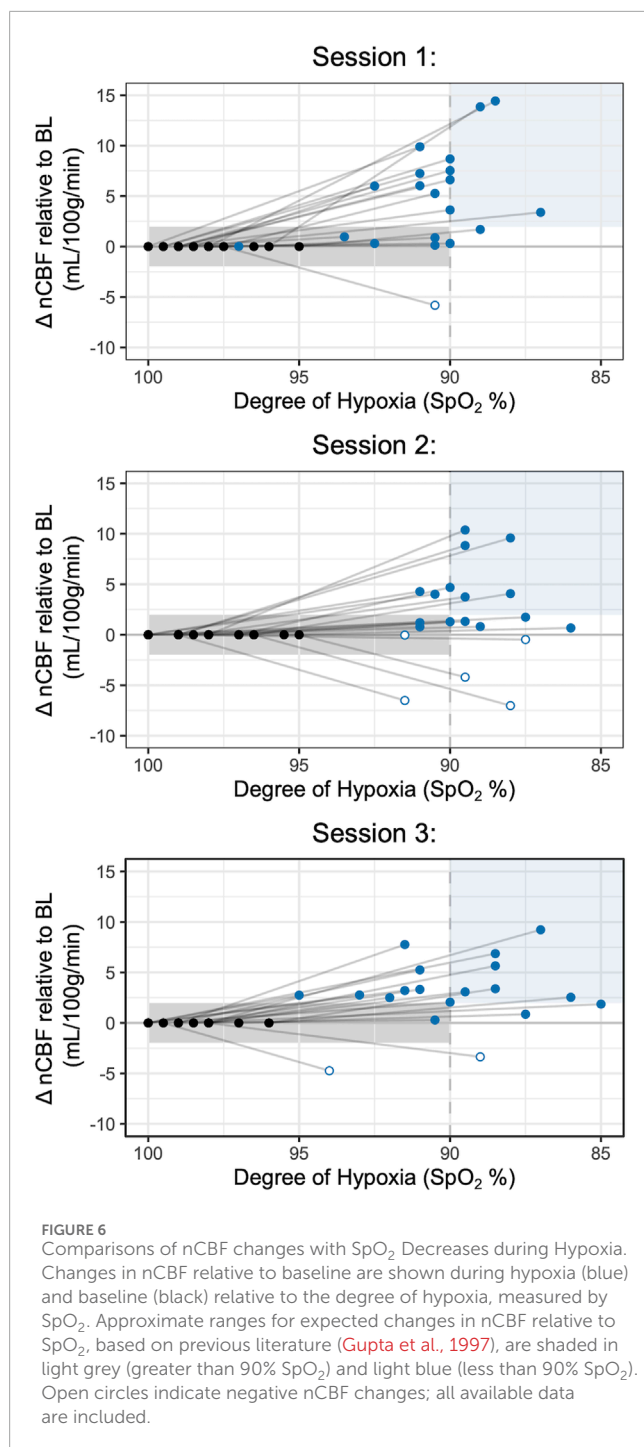 Session 1:
Δ nCBF relative to BL
(mL/100g/min)
15
10
5
0
-5
-10
100 95 90 85
Degree of Hypoxia (SpO₂ %)
Session 2:
Δ nCBF relative to BL
(mL/100g/min)
15
10
5
0
-5
-10
100 95 90 85
Degree of Hypoxia (SpO₂ %)
Session 3:
Δ nCBF relative to BL
(mL/100g/min)
15
10
5
0
-5
-10
100 95 90 85
Degree of Hypoxia (SpO₂ %)
FIGURE 6
Comparisons of nCBF changes with SpO₂ Decreases during Hypoxia.
Changes in nCBF relative to baseline are shown during hypoxia (blue)
and baseline (black) relative to the degree of hypoxia, measured by
SpO₂. Approximate ranges for expected changes in nCBF relative to
SpO₂, based on previous literature (Gupta et al., 1997), are shaded in
light grey (greater than 90% SpO₂) and light blue (less than 90% SpO₂).
Open circles indicate negative nCBF changes; all available data
are included.